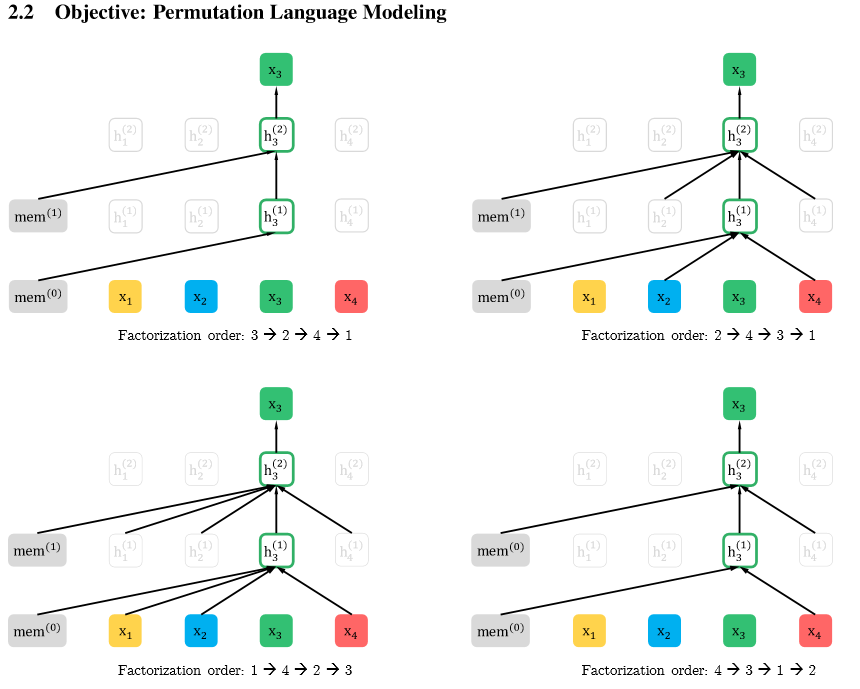 2.2 Objective: Permutation Language Modeling
x₃
h₁⁽²⁾ h₂⁽²⁾ h₃⁽²⁾ h₄⁽²⁾
mem⁽¹⁾ h₁⁽¹⁾ h₂⁽¹⁾ h₃⁽¹⁾ h₄⁽¹⁾
mem⁽⁰⁾ x₁ x₂ x₃ x₄
Factorization order: 3 → 2 → 4 → 1
x₃
h₁⁽²⁾ h₂⁽²⁾ h₃⁽²⁾ h₄⁽²⁾
mem⁽¹⁾ h₁⁽¹⁾ h₂⁽¹⁾ h₃⁽¹⁾ h₄⁽¹⁾
mem⁽⁰⁾ x₁ x₂ x₃ x₄
Factorization order: 2 → 4 → 3 → 1
x₃
h₁⁽²⁾ h₂⁽²⁾ h₃⁽²⁾ h₄⁽²⁾
mem⁽¹⁾ h₁⁽¹⁾ h₂⁽¹⁾ h₃⁽¹⁾ h₄⁽¹⁾
mem⁽⁰⁾ x₁ x₂ x₃ x₄
Factorization order: 1 → 4 → 2 → 3
x₃
h₁⁽²⁾ h₂⁽²⁾ h₃⁽²⁾ h₄⁽²⁾
mem⁽⁰⁾ h₁⁽¹⁾ h₂⁽¹⁾ h₃⁽¹⁾ h₄⁽¹⁾
mem⁽⁰⁾ x₁ x₂ x₃ x₄
Factorization order: 4 → 3 → 1 → 2